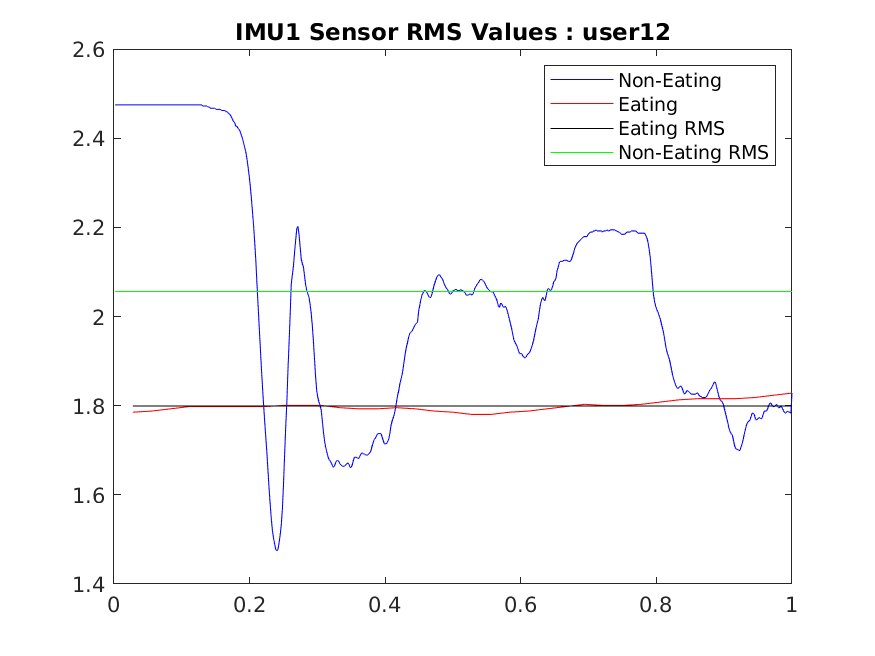 IMU1 Sensor RMS Values : user12
2.6
2.4
2.2
2
1.8
1.6
1.4
Non-Eating
Eating
Eating RMS
Non-Eating RMS
0 0.2 0.4 0.6 0.8 1